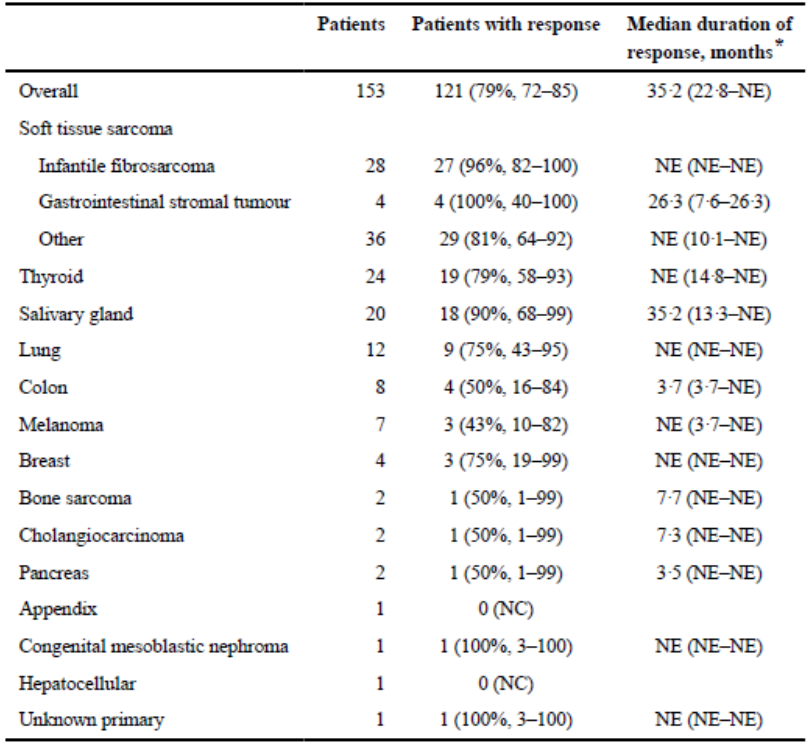 Patients Patients with response Median duration of
response, months*
Overall 153 121 (79%, 72–85) 35·2 (22·8–NE)
Soft tissue sarcoma
Infantile fibrosarcoma 28 27 (96%, 82–100) NE (NE–NE)
Gastrointestinal stromal tumour 4 4 (100%, 40–100) 26·3 (7·6–26·3)
Other 36 29 (81%, 64–92) NE (10·1–NE)
Thyroid 24 19 (79%, 58–93) NE (14·8–NE)
Salivary gland 20 18 (90%, 68–99) 35·2 (13·3–NE)
Lung 12 9 (75%, 43–95) NE (NE–NE)
Colon 8 4 (50%, 16–84) 3·7 (3·7–NE)
Melanoma 7 3 (43%, 10–82) NE (3·7–NE)
Breast 4 3 (75%, 19–99) NE (NE–NE)
Bone sarcoma 2 1 (50%, 1–99) 7·7 (NE–NE)
Cholangiocarcinoma 2 1 (50%, 1–99) 7·3 (NE–NE)
Pancreas 2 1 (50%, 1–99) 3·5 (NE–NE)
Appendix 1 0 (NC)
Congenital mesoblastic nephroma 1 1 (100%, 3–100) NE (NE–NE)
Hepatocellular 1 0 (NC)
Unknown primary 1 1 (100%, 3–100) NE (NE–NE)